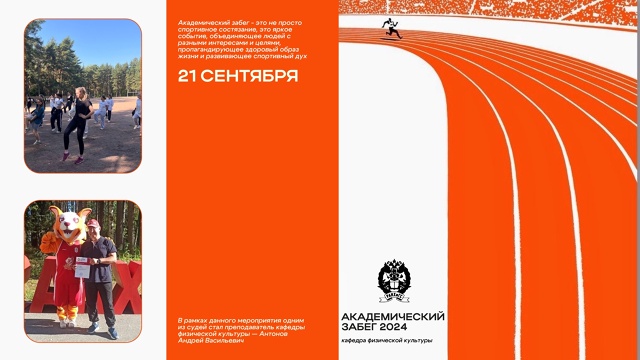 Академический забег - это не просто
спортивное состязание, это яркое
событие, объединяющее людей с
разными интересами и целями,
пропагандирующее здоровый образ
жизни и развивающее спортивный дух
21 СЕНТЯБРЯ
В рамках данного мероприятия одним
из судей стал преподаватель кафедры
физической культуры — Антонов
Андрей Васильевич
АКАДЕМИЧЕСКИЙ
ЗАБЕГ 2024
кафедра физической культуры